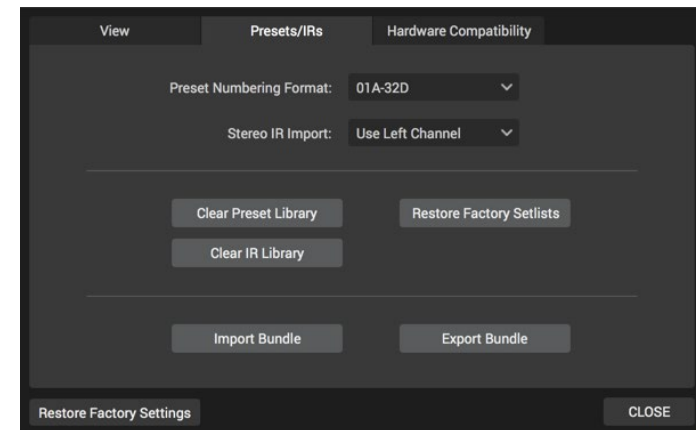 View Presets/IRs Hardware Compatibility
Preset Numbering Format: 01A-32D
Stereo IR Import: Use Left Channel
Clear Preset Library Restore Factory Setlists
Clear IR Library
Import Bundle Export Bundle
Restore Factory Settings CLOSE